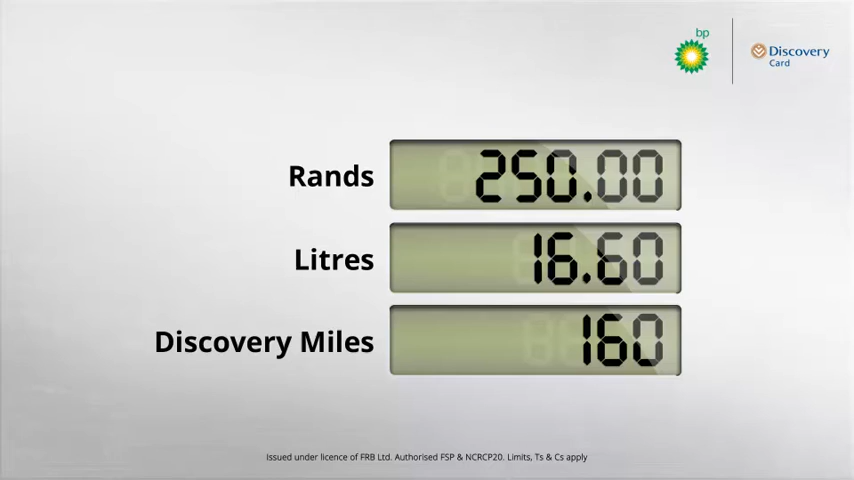 bp
Discovery
Card
Rands 250.00
Litres 16.60
Discovery Miles 160
Issued under licence of FRB Ltd. Authorised FSP & NCRCP20. Limits, Ts & Cs apply